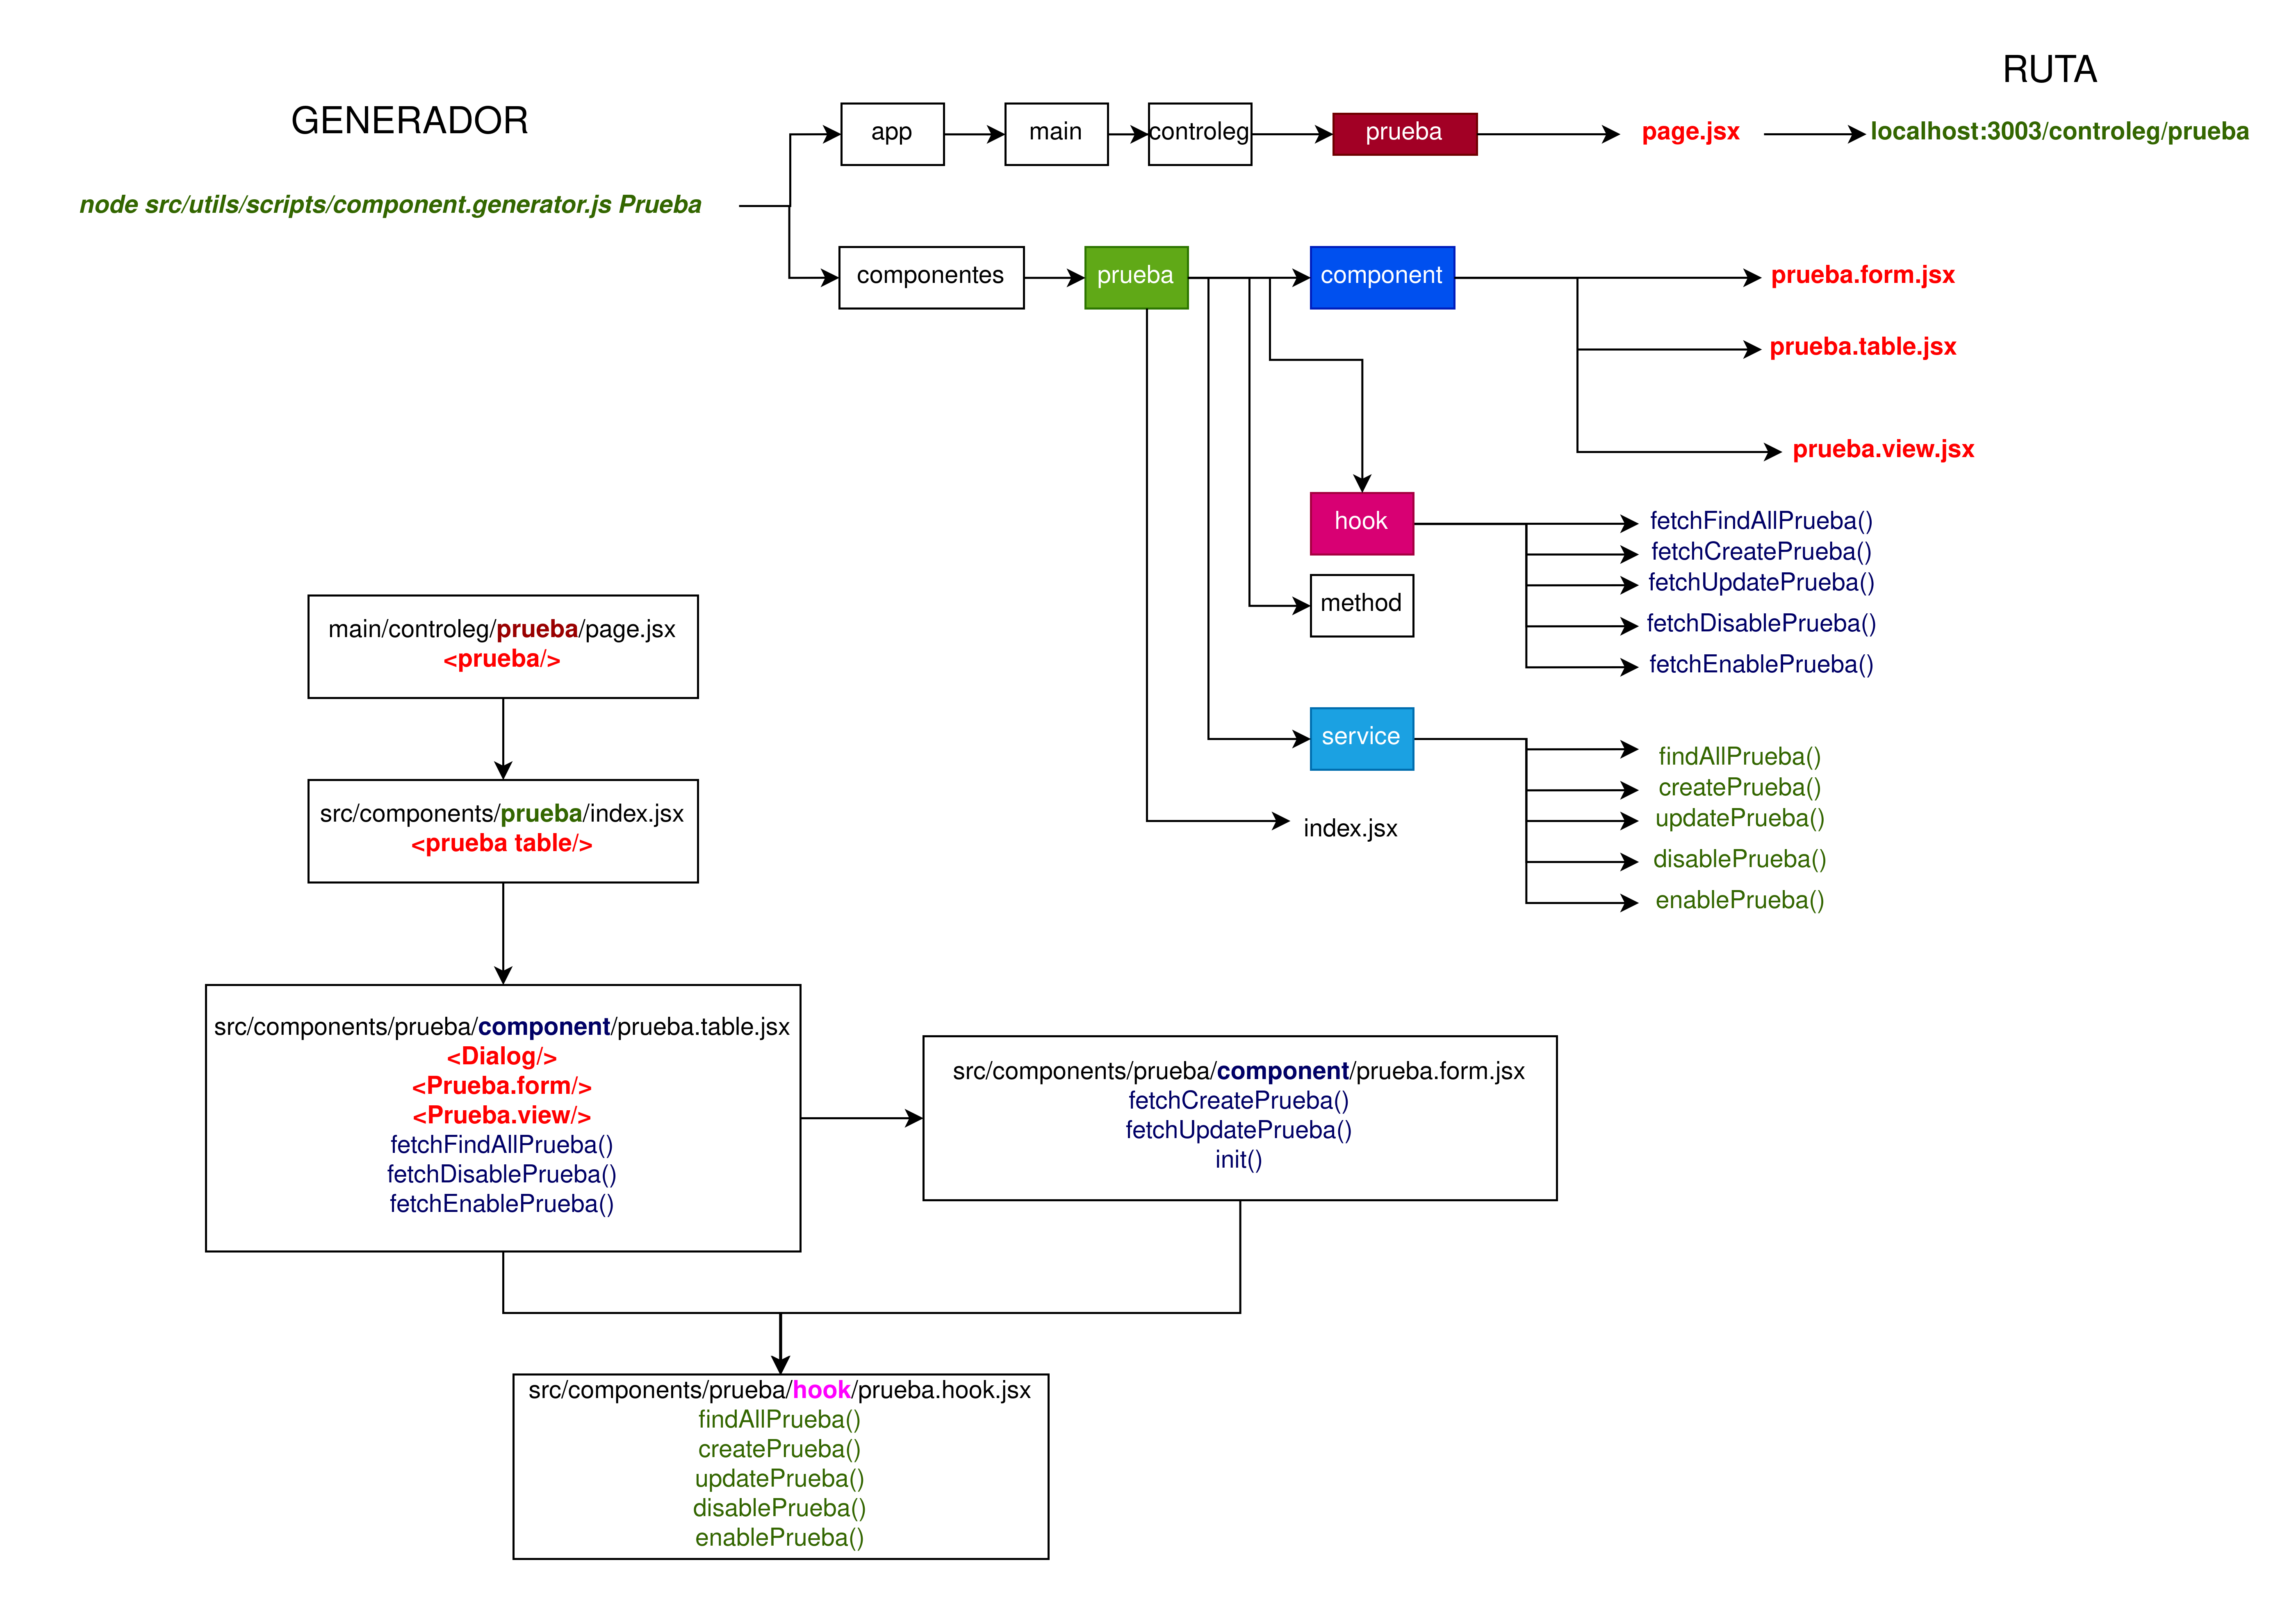 RUTA
GENERADOR
app
main
controleg
prueba
page.jsx
localhost:3003/controleg/prueba
node src/utils/scripts/component.generator.js Prueba
componentes
prueba
component
prueba.form.jsx
prueba.table.jsx
prueba.view.jsx
hook
fetchFindAllPrueba()
fetchCreatePrueba()
fetchUpdatePrueba()
fetchDisablePrueba()
fetchEnablePrueba()
method
service
findAllPrueba()
createPrueba()
updatePrueba()
disablePrueba()
enablePrueba()
index.jsx
main/controleg/prueba/page.jsx
<prueba/>
src/components/prueba/index.jsx
<prueba table/>
src/components/prueba/component/prueba.table.jsx
<Dialog/>
<Prueba.form/>
<Prueba.view/>
fetchFindAllPrueba()
fetchDisablePrueba()
fetchEnablePrueba()
src/components/prueba/component/prueba.form.jsx
fetchCreatePrueba()
fetchUpdatePrueba()
init()
src/components/prueba/hook/prueba.hook.jsx
findAllPrueba()
createPrueba()
updatePrueba()
disablePrueba()
enablePrueba()